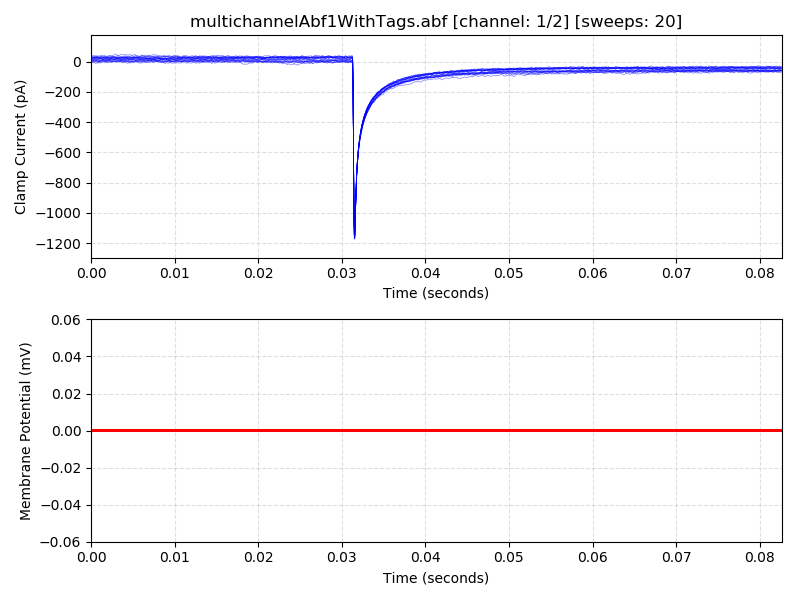 multichannelAbf1WithTags.abf [channel: 1/2] [sweeps: 20]
Clamp Current (pA)
0
−200
−400
−600
−800
−1000
−1200
0.00 0.01 0.02 0.03 0.04 0.05 0.06 0.07 0.08
Time (seconds)
Membrane Potential (mV)
0.06
0.04
0.02
0.00
−0.02
−0.04
−0.06
0.00 0.01 0.02 0.03 0.04 0.05 0.06 0.07 0.08
Time (seconds)